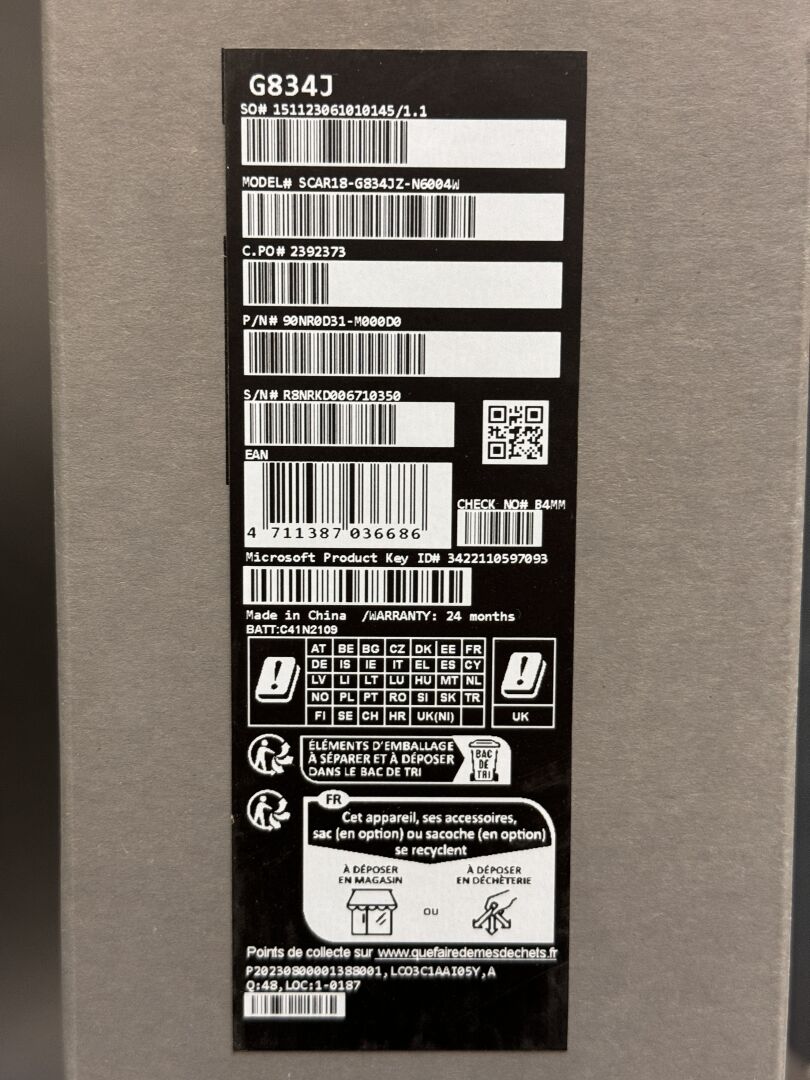 G834J
SO# 151123061010145/1.1
MODEL# SCAR18-G834JZ-N6004W
C.PO# 2392373
P/N# 90NR0D31-M000D0
S/N# R8NRKD006710350
EAN
CHECK NO# B4MM
4 711387 036686
Microsoft Product Key ID# 3422110597093
Made in China /WARRANTY: 24 months
BATT:C41N2109
AT BE BG CZ DK EE FR
DE IS IE IT EL ES CY
LV LI LT LU HU MT NL
NO PL PT RO SI SK TR
FI SE CH HR UK(NI)
UK
ÉLÉMENTS D'EMBALLAGE
À SÉPARER ET À DÉPOSER
DANS LE BAC DE TRI
BAC
DE
TRI
FR
Cet appareil, ses accessoires,
sac (en option) ou sacoche (en option)
se recyclent
À DÉPOSER
EN MAGASIN
OU
À DÉPOSER
EN DÉCHÈTERIE
Points de collecte sur www.quefairedemesdechets.fr
P20230800001388001,LC03C1AAI05Y,A
Q:48,LOC:1-0187